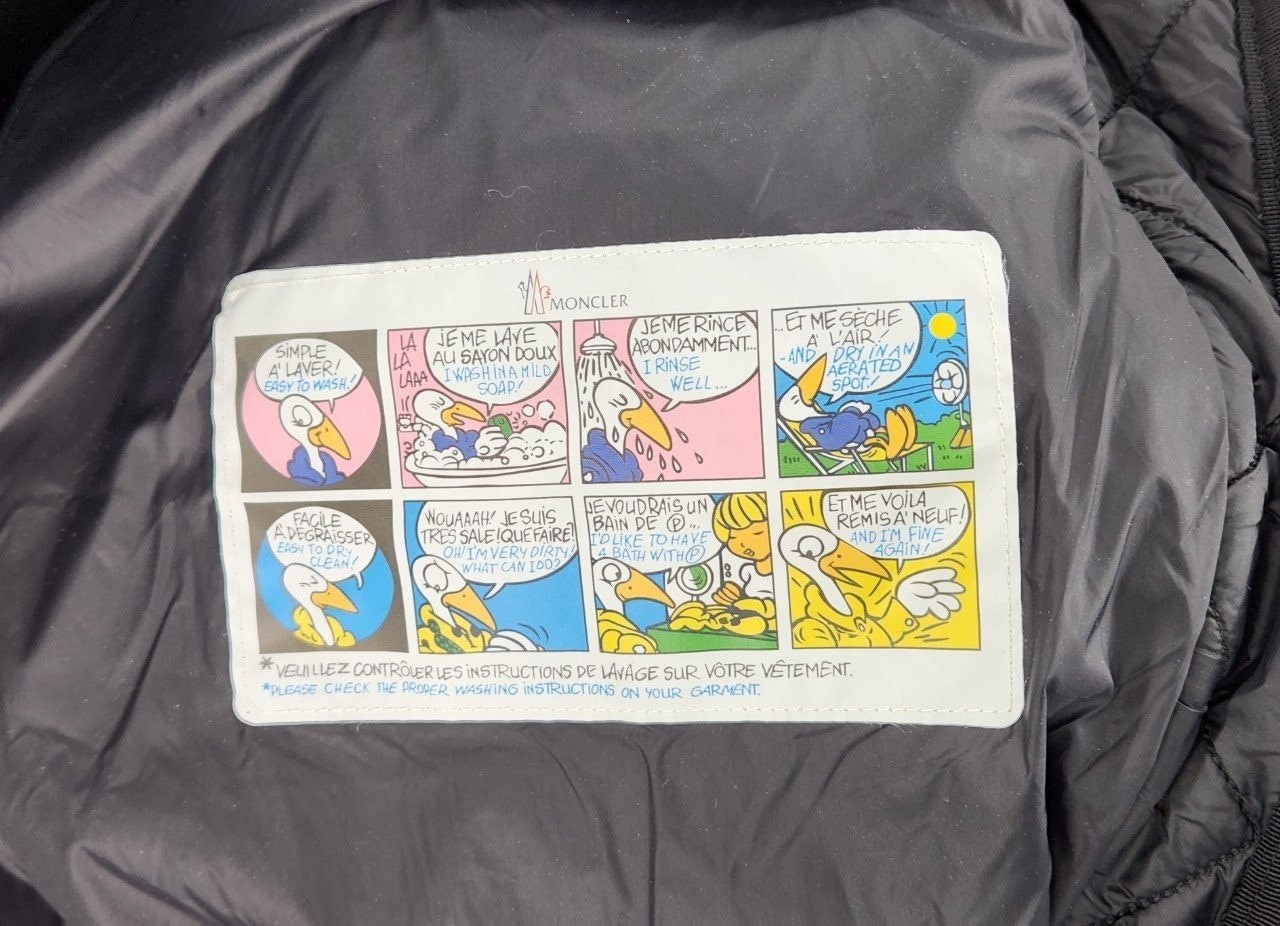 MONCLER
SIMPLE
A' LAVER!
EASY TO WASH!
LA
LA
LAAA
JE ME LAVE
AU SAVON DOUX
I WASH IN A MILD
SOAP!
JE ME RINCE
ABONDAMMENT...
I RINSE
WELL...
...ET ME SÈCHE
A' L'AIR!
-AND DRY IN AN
AERATED
SPOT!
FACILE
A' DÉGRAISSER
EASY TO DRY
CLEAN!
WOUAAAH! JE SUIS
TRÈS SALE! QUE FAIRE?
OH! I'M VERY DIRTY!
WHAT CAN I DO?
JE VOUDRAIS UN
BAIN DE Ⓟ...
I'D LIKE TO HAVE
A BATH WITH Ⓟ
ET ME VOILA
REMIS A' NEUF!
AND I'M FINE
AGAIN!
* VEUILLEZ CONTRÔLER LES INSTRUCTIONS DE LAVAGE SUR VÔTRE VÊTEMENT.
*PLEASE CHECK THE PROPER WASHING INSTRUCTIONS ON YOUR GARMENT.